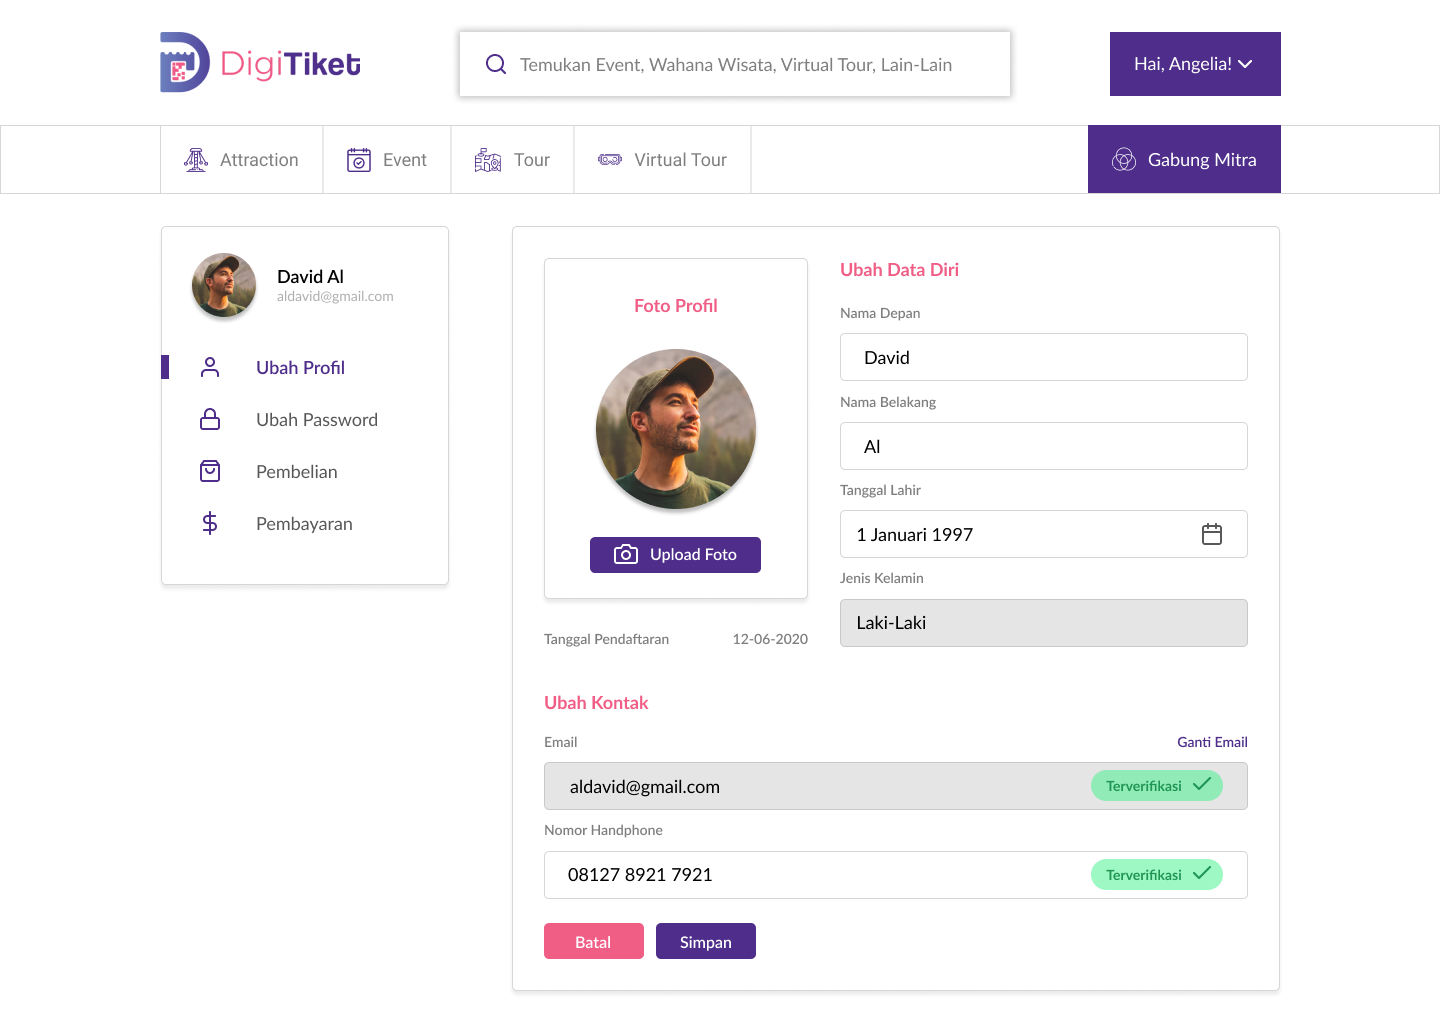 DigiTiket
Temukan Event, Wahana Wisata, Virtual Tour, Lain-Lain
Hai, Angelia!
Attraction
Event
Tour
Virtual Tour
Gabung Mitra
David Al
aldavid@gmail.com
Ubah Profil
Ubah Password
Pembelian
Pembayaran
Foto Profil
Upload Foto
Tanggal Pendaftaran 12-06-2020
Ubah Data Diri
Nama Depan
David
Nama Belakang
Al
Tanggal Lahir
1 Januari 1997
Jenis Kelamin
Laki-Laki
Ubah Kontak
Email Ganti Email
aldavid@gmail.com Terverifikasi
Nomor Handphone
08127 8921 7921 Terverifikasi
Batal Simpan